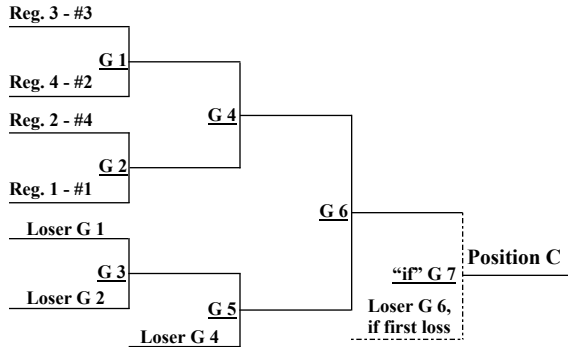 Reg. 3 - #3
G 1
Reg. 4 - #2
G 4
Reg. 2 - #4
G 2
Reg. 1 - #1
G 6
Loser G 1
Position C
G 3
“if” G 7
Loser G 2
G 5
Loser G 6,
if first loss
Loser G 4